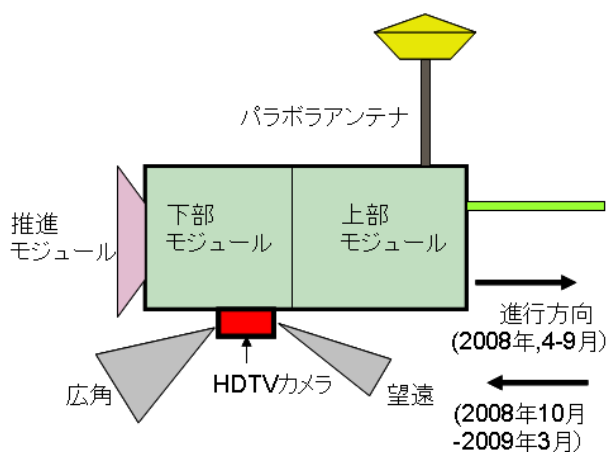 パラボラアンテナ
下部
モジュール
上部
モジュール
推進
モジュール
進行方向
(2008年,4-9月)
広角
HDTVカメラ
望遠
(2008年10月
-2009年3月)